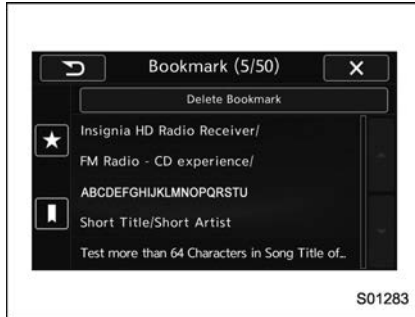 Bookmark (5/50)
Delete Bookmark
Insignia HD Radio Receiver/
FM Radio - CD experience/
ABCDEFGHIJKLMNOPQRSTU
Short Title/Short Artist
Test more than 64 Characters in Song Title of…
S01283